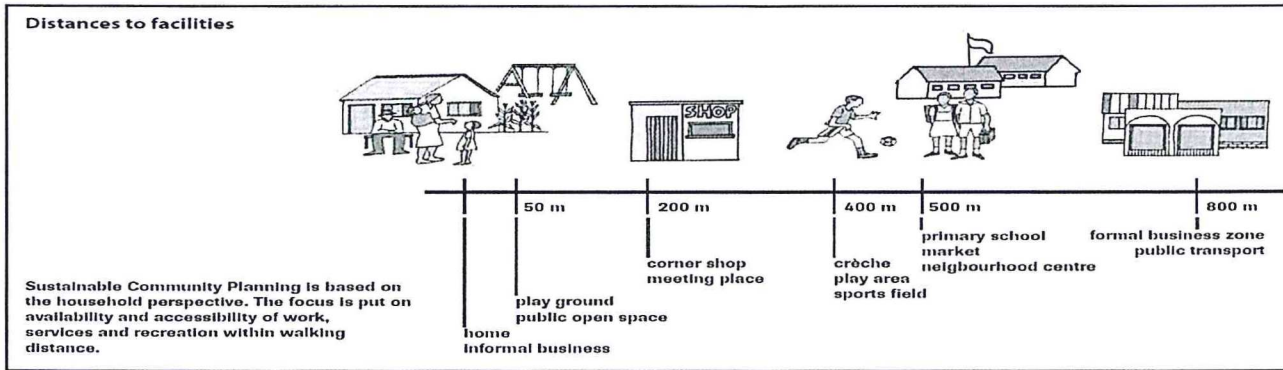 Distances to facilities
SHOP
50 m
200 m
400 m
500 m
800 m
home
informal business
play ground
public open space
corner shop
meeting place
crèche
play area
sports field
primary school
market
neigbourhood centre
formal business zone
public transport
Sustainable Community Planning is based on
the household perspective. The focus is put on
availability and accessibility of work,
services and recreation within walking
distance.